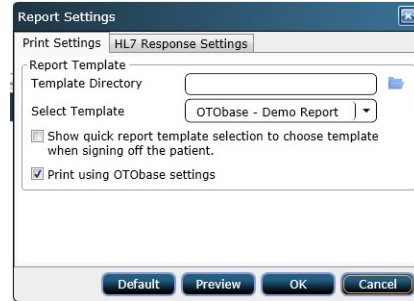 Report Settings
Print Settings HL7 Response Settings
Report Template
Template Directory
Select Template OTObase - Demo Report
Show quick report template selection to choose template
when signing off the patient.
Print using OTObase settings
Default Preview OK Cancel